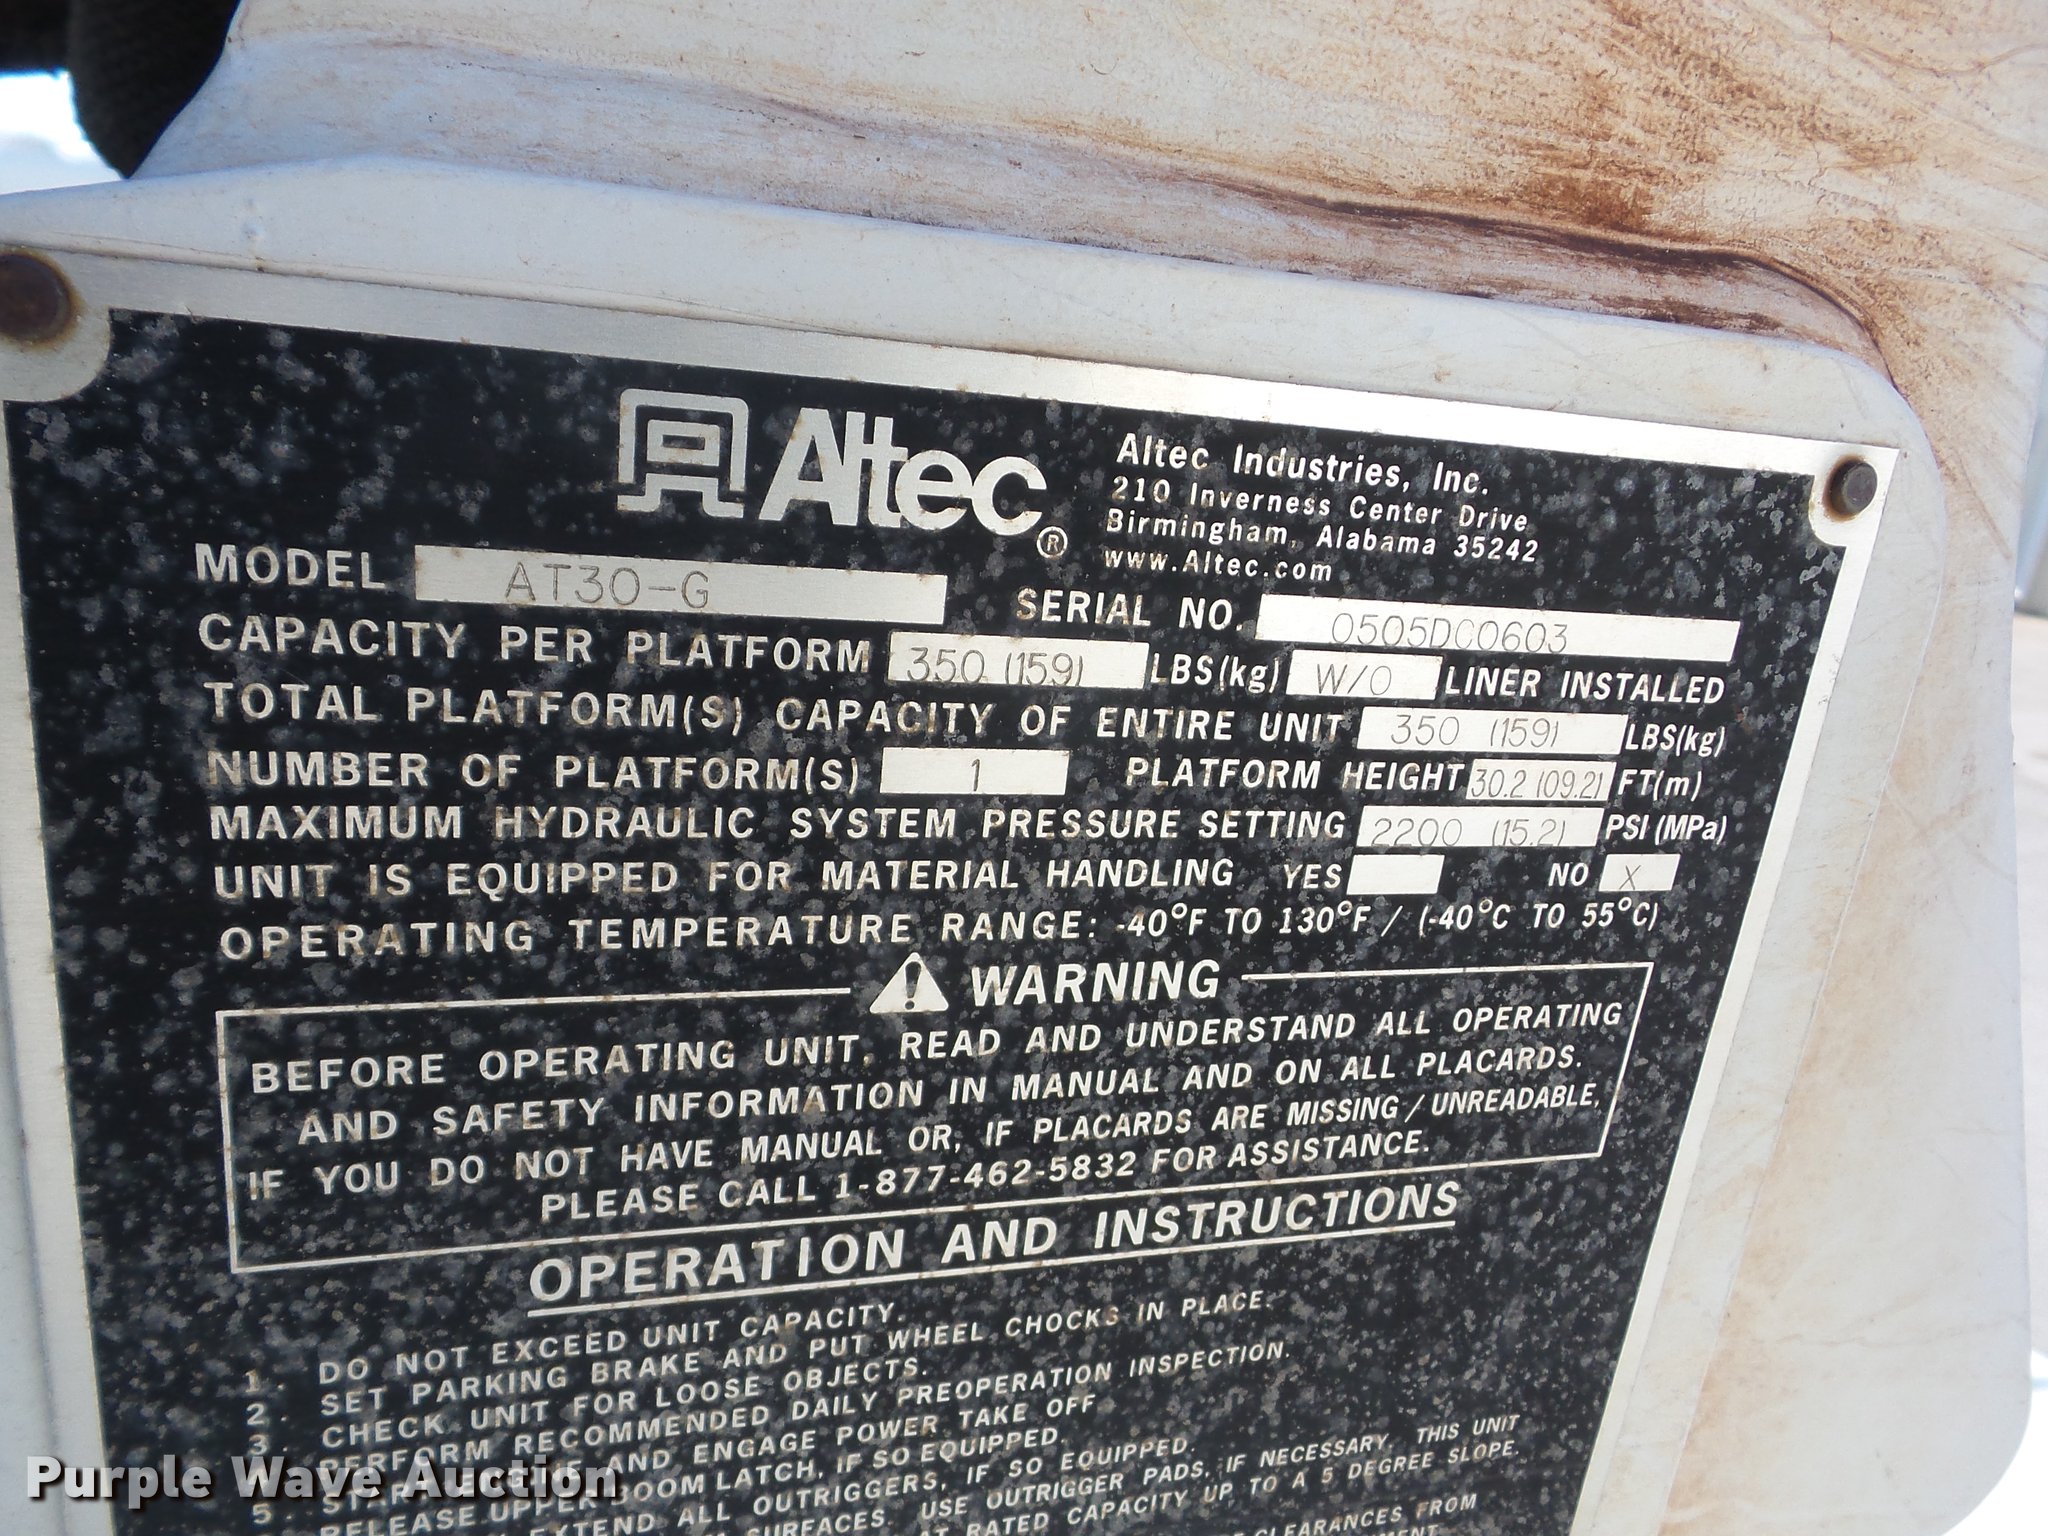 Altec®
Altec Industries, Inc.
210 Inverness Center Drive
Birmingham, Alabama 35242
www.Altec.com
MODEL AT30-G SERIAL NO. 0505DC0603
CAPACITY PER PLATFORM 350 (159) LBS(kg) W/O LINER INSTALLED
TOTAL PLATFORM(S) CAPACITY OF ENTIRE UNIT 350 (159) LBS(kg)
NUMBER OF PLATFORM(S) 1 PLATFORM HEIGHT 30.2 (09.2) FT(m)
MAXIMUM HYDRAULIC SYSTEM PRESSURE SETTING 2200 (15.2) PSI (MPa)
UNIT IS EQUIPPED FOR MATERIAL HANDLING YES NO X
OPERATING TEMPERATURE RANGE: -40°F TO 130°F / (-40°C TO 55°C)
WARNING
BEFORE OPERATING UNIT, READ AND UNDERSTAND ALL OPERATING
AND SAFETY INFORMATION IN MANUAL AND ON ALL PLACARDS.
IF YOU DO NOT HAVE MANUAL OR, IF PLACARDS ARE MISSING/UNREADABLE,
PLEASE CALL 1-877-462-5832 FOR ASSISTANCE.
OPERATION AND INSTRUCTIONS
1. DO NOT EXCEED UNIT CAPACITY.
2. SET PARKING BRAKE AND PUT WHEEL CHOCKS IN PLACE.
3. CHECK UNIT FOR LOOSE OBJECTS.
4. PERFORM RECOMMENDED DAILY PREOPERATION INSPECTION.
5. START ENGINE AND ENGAGE POWER TAKE OFF
RELEASE UPPER BOOM LATCH, IF SO EQUIPPED.
EXTEND ALL OUTRIGGERS, IF SO EQUIPPED.
SURFACES. USE OUTRIGGER PADS, IF NECESSARY. THIS UNIT
AT RATED CAPACITY UP TO A 5 DEGREE SLOPE.
CLEARANCES FROM
Purple Wave Auction